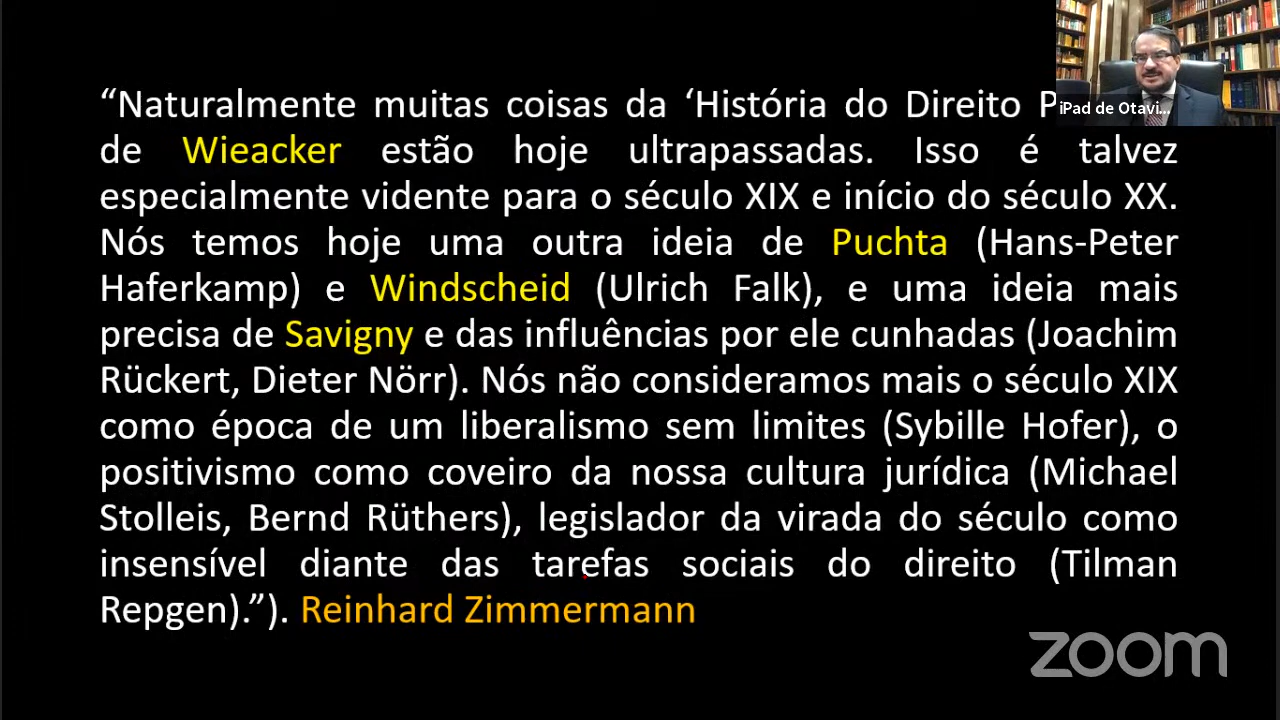 “Naturalmente muitas coisas da ‘História do Direito
de Wieacker estão hoje ultrapassadas. Isso é talvez
especialmente vidente para o século XIX e início do século XX.
Nós temos hoje uma outra ideia de Puchta (Hans-Peter
Haferkamp) e Windscheid (Ulrich Falk), e uma ideia mais
precisa de Savigny e das influências por ele cunhadas (Joachim
Rückert, Dieter Nörr). Nós não consideramos mais o século XIX
como época de um liberalismo sem limites (Sybille Hofer), o
positivismo como coveiro da nossa cultura jurídica (Michael
Stolleis, Bernd Rüthers), legislador da virada do século como
insensível diante das tarefas sociais do direito (Tilman
Repgen).”). Reinhard Zimmermann
iPad de Otavi...
zoom